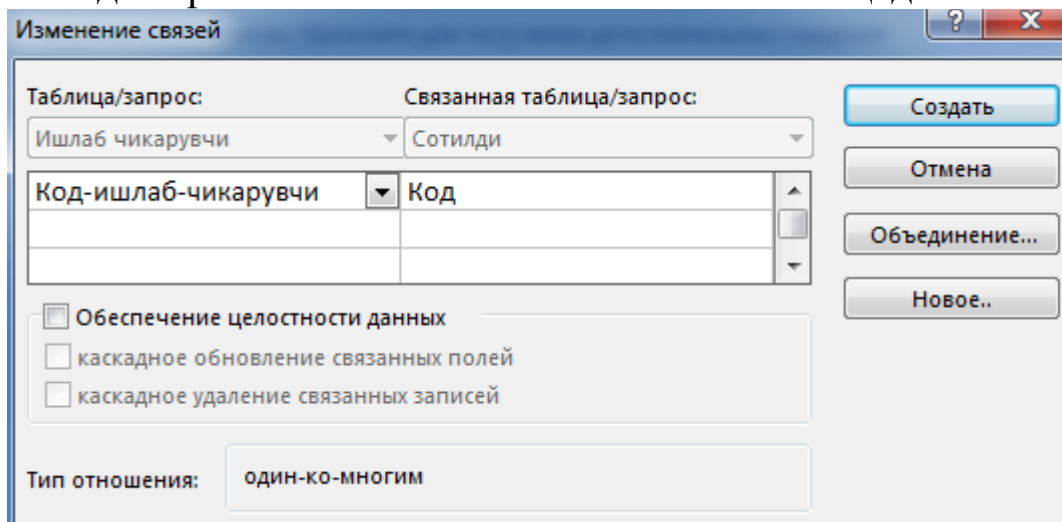 Изменение связей
Таблица/запрос: Связанная таблица/запрос:
Ишлаб чикарувчи Сотилди
Код-ишлаб-чикарувчи Код
Обеспечение целостности данных
каскадное обновление связанных полей
каскадное удаление связанных записей
Тип отношения: один-ко-многим
Создать
Отмена
Объединение...
Новое..